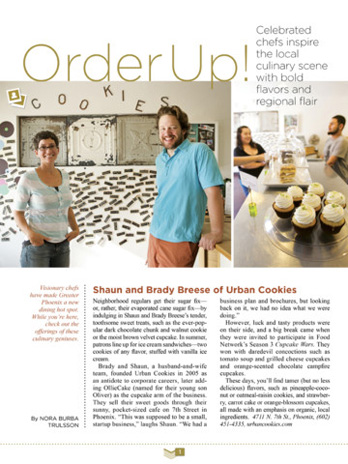 Order Up!
Celebrated
chefs inspire
the local
culinary scene
with bold
flavors and
regional flair
COOKIES
Visionary chefs
have made Greater
Phoenix a new
dining hot spot.
While you're here,
check out the
offerings of these
culinary geniuses.
By NORA BURBA
TRULSSON
Shaun and Brady Breese of Urban Cookies
Neighborhood regulars get their sugar fix—
or, rather, their evaporated cane sugar fix—by
indulging in Shaun and Brady Breese's tender,
toothsome sweet treats, such as the ever-pop-
ular dark chocolate chunk and walnut cookie
or the moist brown velvet cupcake. In summer,
patrons line up for ice cream sandwiches—two
cookies of any flavor, stuffed with vanilla ice
cream.
Brady and Shaun, a husband-and-wife
team, founded Urban Cookies in 2005 as
an antidote to corporate careers, later add-
ing OllieCake (named for their young son
Oliver) as the cupcake arm of the business.
They sell their sweet goods through their
sunny, pocket-sized cafe on 7th Street in
Phoenix. "This was supposed to be a small,
startup business," laughs Shaun. "We had a
business plan and brochures, but looking
back on it, we had no idea what we were
doing."
However, luck and tasty products were
on their side, and a big break came when
they were invited to participate in Food
Network's Season 3 Cupcake Wars. They
won with daredevil concoctions such as
tomato soup and grilled cheese cupcakes
and orange-scented chocolate campfire
cupcakes.
These days, you'll find tamer (but no less
delicious) flavors, such as pineapple-coco-
nut or oatmeal-raisin cookies, and strawber-
ry, carrot cake or orange-blossom cupcakes,
all made with an emphasis on organic, local
ingredients. 4711 N. 7th St., Phoenix, (602)
451-4335, urbancookies.com
1